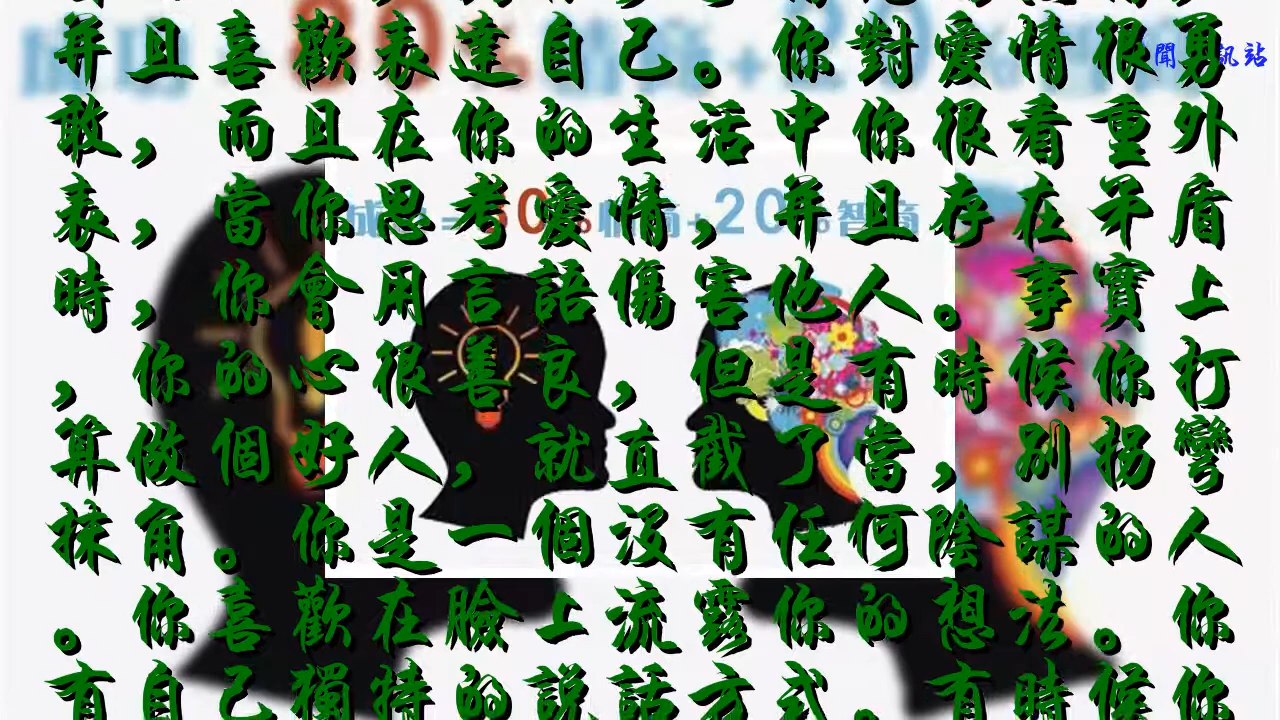 并且喜歡表達自己。你對愛情很勇
敢，而且在你的生活中你很看重外
表，當你思考愛情，并且存在矛盾
時，你會用言語傷害他人。事實上
，你的心很善良，但是有時候你打
算做個好人，就直截了當，別拐彎
抹角。你是一個沒有任何陰謀的人
。你喜歡在臉上流露你的想法。你
有自己獨特的說話方式。有時候你